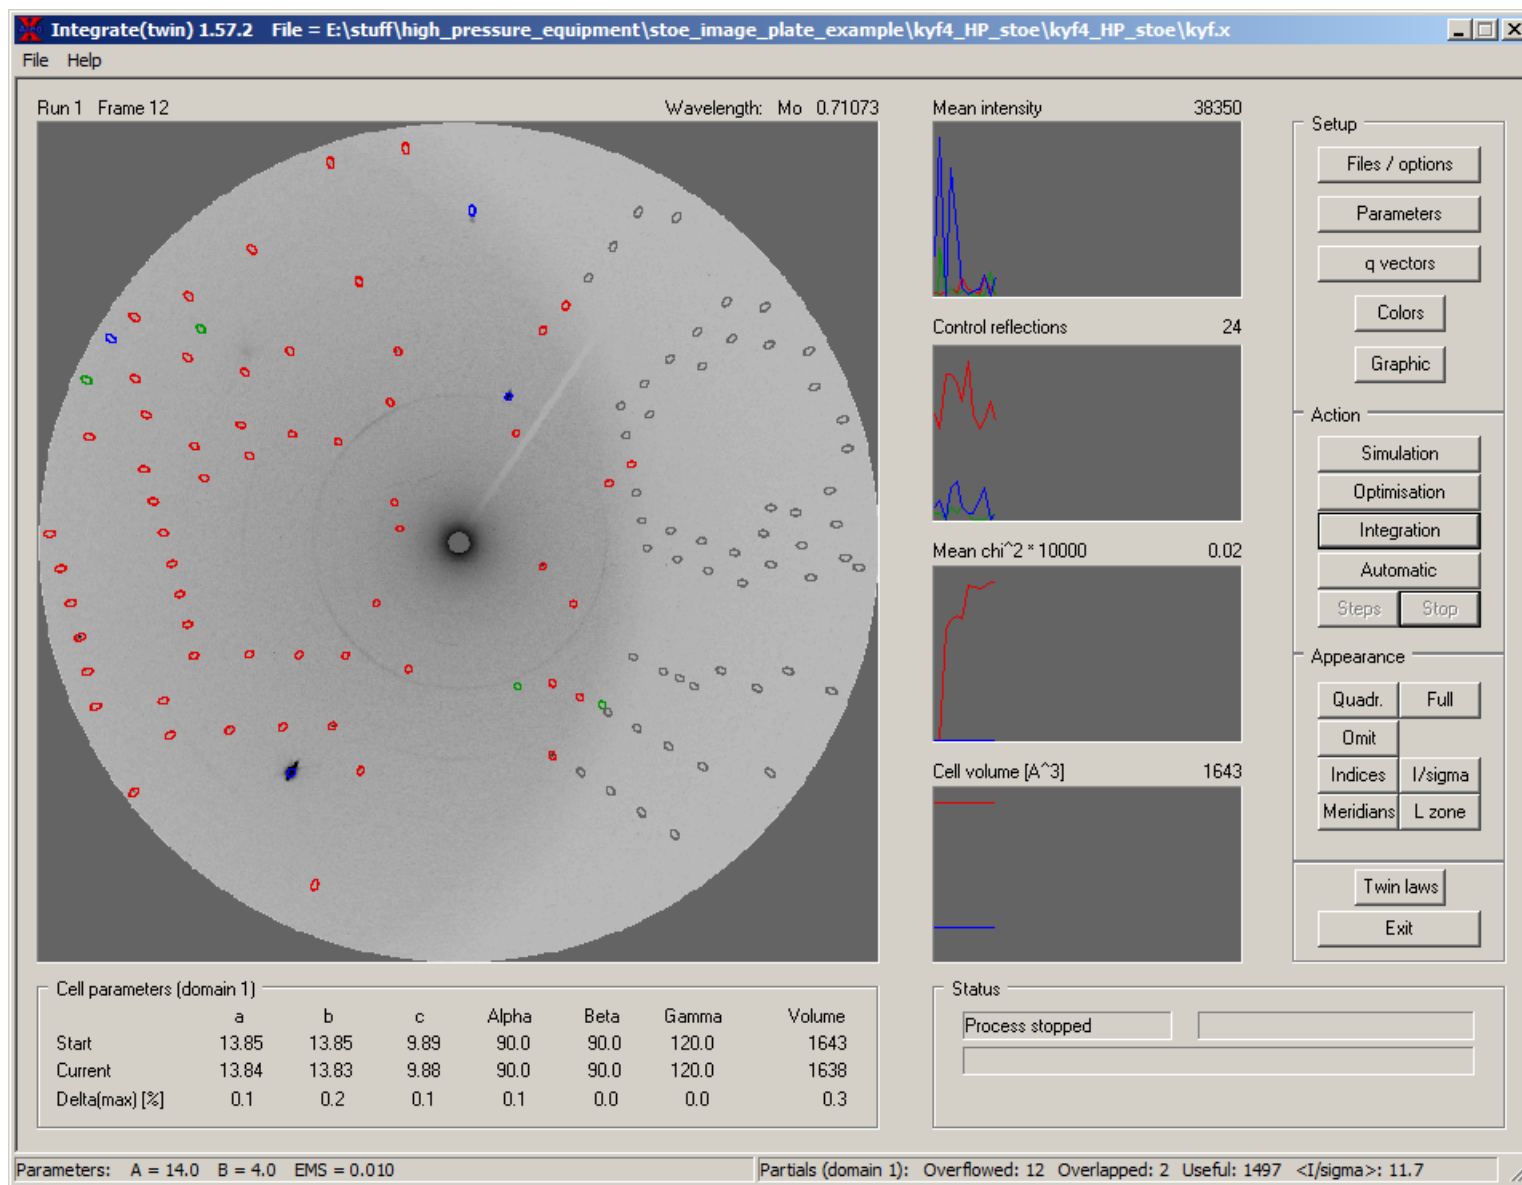 Integrate(twin) 1.57.2 File = E:\stuff\high_pressure_equipment\stoe_image_plate_example\kyf4_HP_stoe\kyf4_HP_stoe\kyf.x
File Help
Run 1 Frame 12 Wavelength: Mo 0.71073
Mean intensity 38350
Control reflections 24
Mean chi^2 * 10000 0.02
Cell volume [A^3] 1643
Setup
Files / options
Parameters
q vectors
Colors
Graphic
Action
Simulation
Optimisation
Integration
Automatic
Steps Stop
Appearance
Quadr. Full
Omit
Indices I/sigma
Meridians L zone
Twin laws
Exit
Cell parameters (domain 1)
a b c Alpha Beta Gamma Volume
Start 13.85 13.85 9.89 90.0 90.0 120.0 1643
Current 13.84 13.83 9.88 90.0 90.0 120.0 1638
Delta(max) [%] 0.1 0.2 0.1 0.1 0.0 0.0 0.3
Status
Process stopped
Parameters: A = 14.0 B = 4.0 EMS = 0.010
Partials (domain 1): Overflowed: 12 Overlapped: 2 Useful: 1497 <I/sigma>: 11.7